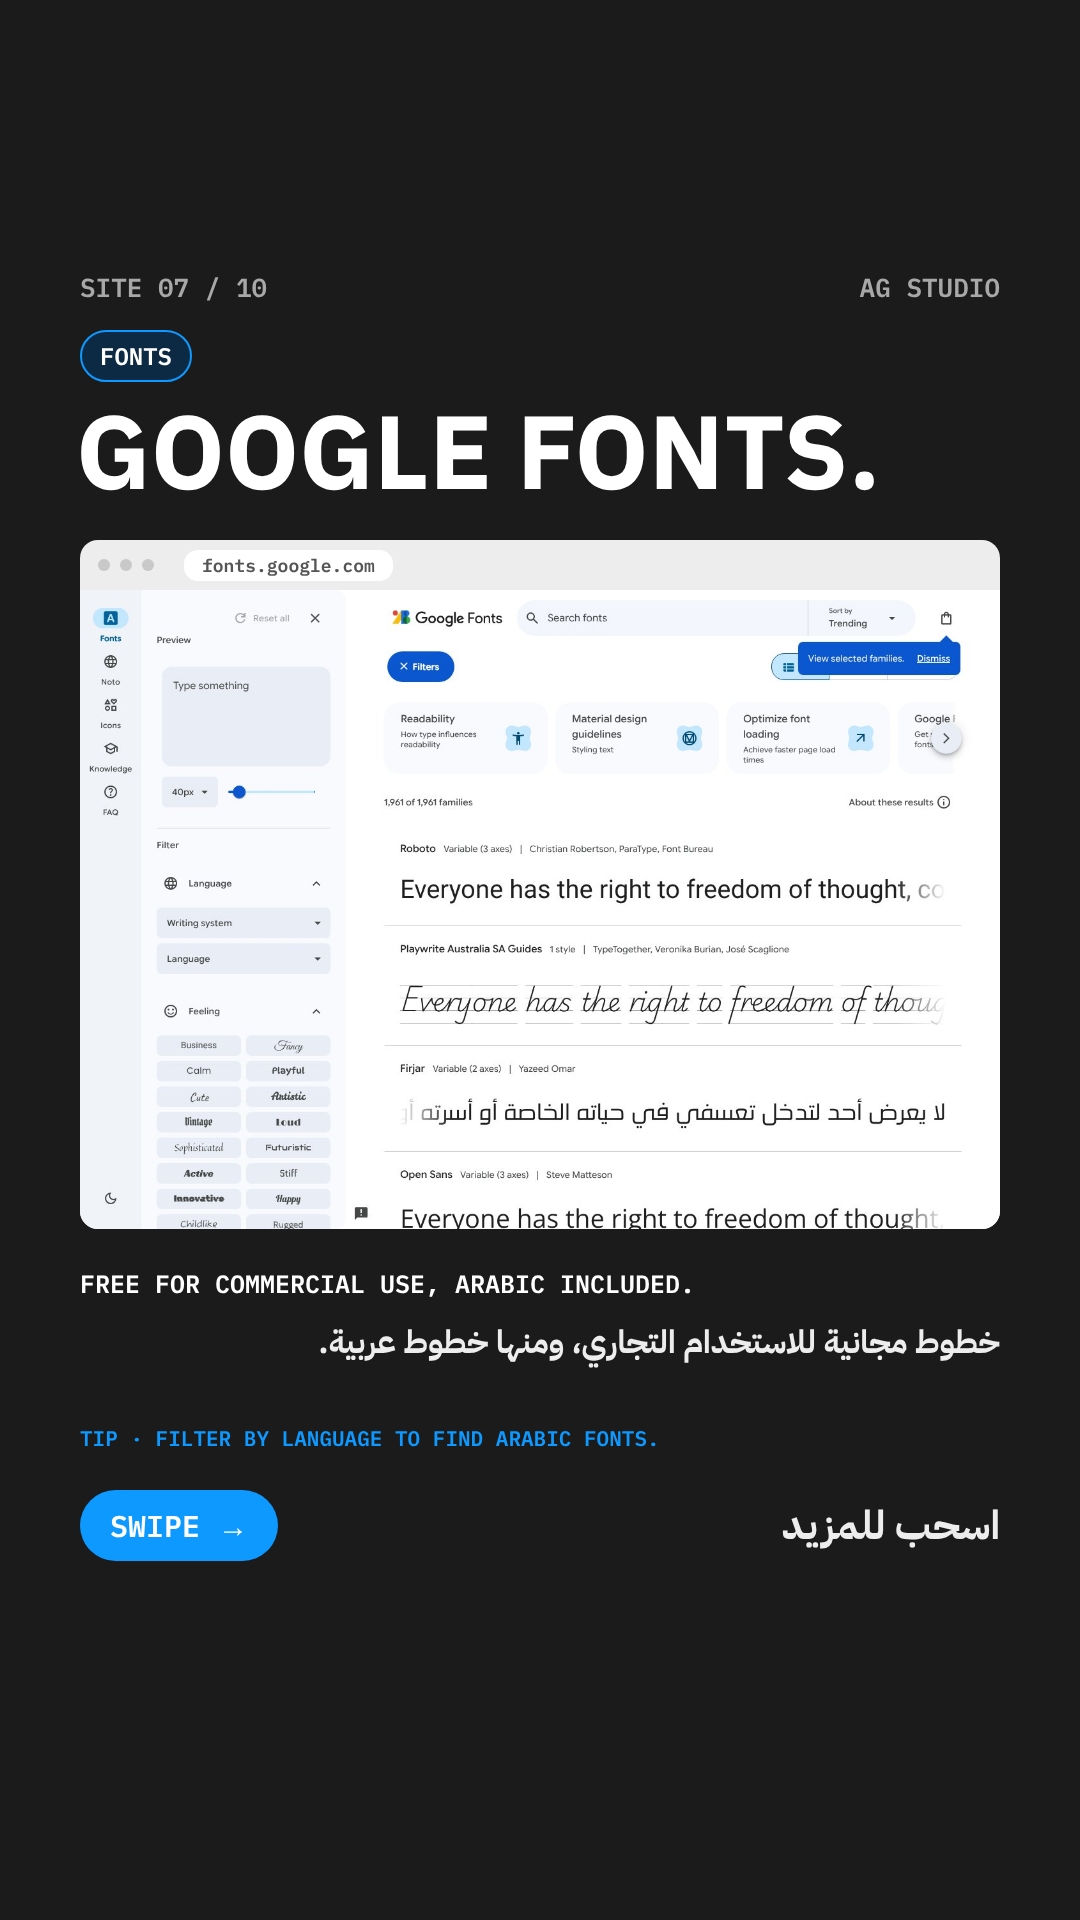 SITE 07 / 10
AG STUDIO
FONTS
GOOGLE FONTS.
fonts.google.com
Fonts
Noto
Icons
Knowledge
FAQ
Reset all
Preview
Type something
40px
Filter
Language
Writing system
Language
Feeling
Business
Fancy
Calm
Playful
Cute
Artistic
Vintage
Loud
Sophisticated
Futuristic
Active
Stiff
Innovative
Happy
Childlike
Rugged
Google Fonts
Search fonts
Sort by
Trending
Filters
View selected families. Dismiss
Readability
How type influences
readability
Material design
guidelines
Styling text
Optimize font
loading
Achieve faster page load
times
Google
Get
fonts
1,961 of 1,961 families
About these results
Roboto Variable (3 axes) | Christian Robertson, ParaType, Font Bureau
Everyone has the right to freedom of thought, co
Playwrite Australia SA Guides 1 style | TypeTogether, Veronika Burian, José Scaglione
Everyone has the right to freedom of thoug
Firjar Variable (2 axes) | Yazeed Omar
لا يعرض أحد لتدخل تعسفي في حياته الخاصة أو أسرته أو
Open Sans Variable (3 axes) | Steve Matteson
Everyone has the right to freedom of thought,
FREE FOR COMMERCIAL USE, ARABIC INCLUDED.
خطوط مجانية للاستخدام التجاري، ومنها خطوط عربية.
TIP · FILTER BY LANGUAGE TO FIND ARABIC FONTS.
SWIPE →
اسحب للمزيد